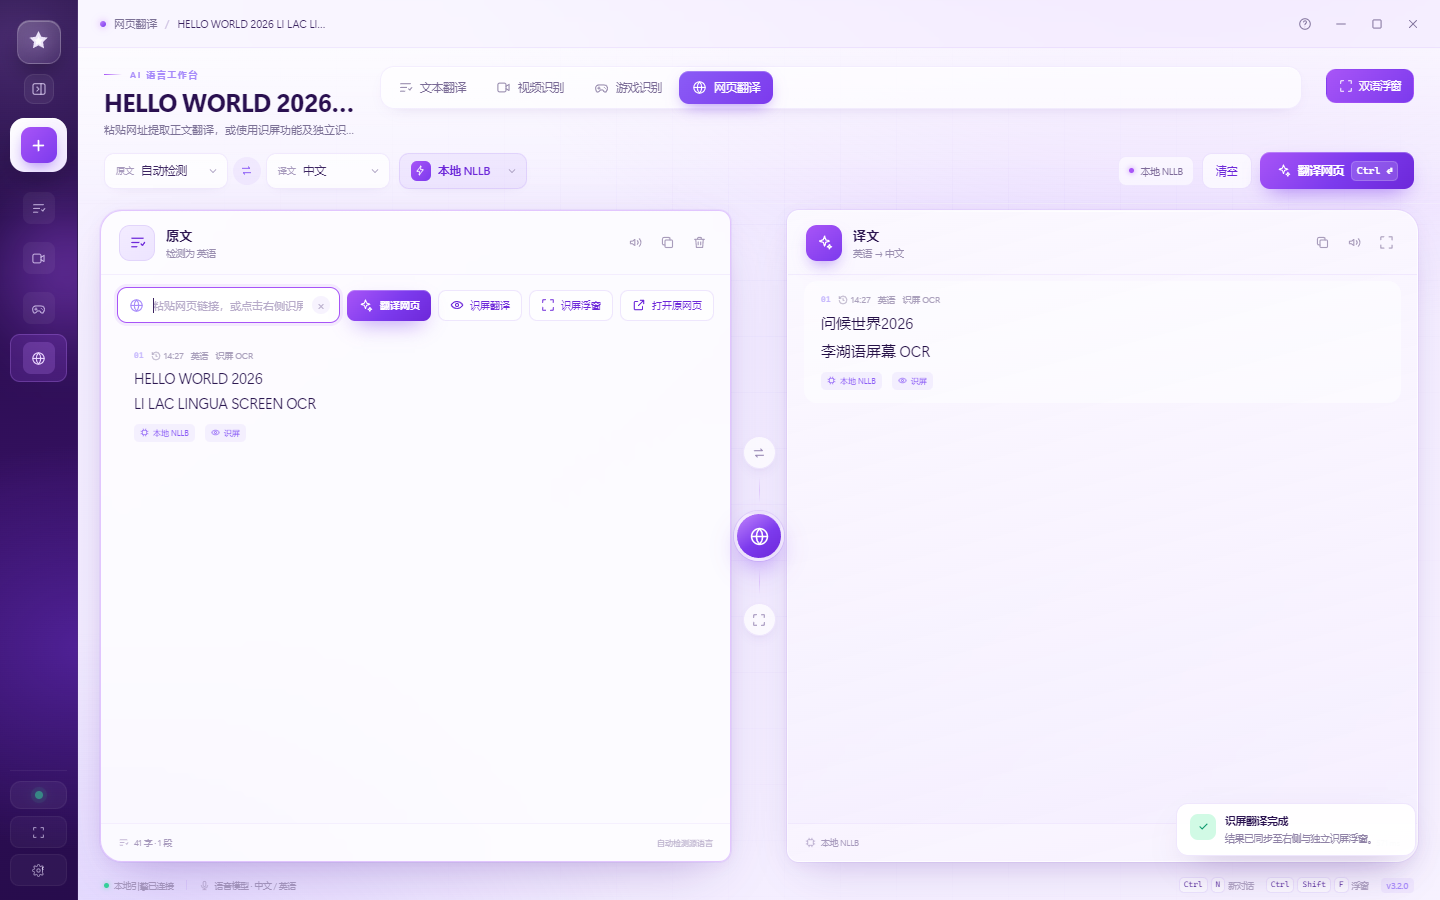 网页翻译 / HELLO WORLD 2026 LI LAC LI...
AI 语言工作台
HELLO WORLD 2026...
粘贴网址提取正文翻译，或使用识屏功能及独立识...
文本翻译
视频识别
游戏识别
网页翻译
双语浮窗
原文 自动检测
译文 中文
本地 NLLB
本地 NLLB
清空
翻译网页 Ctrl ⏎
原文
检测为 英语
粘贴网页链接，或点击右侧识屏
翻译网页
识屏翻译
识屏浮窗
打开原网页
01 14:27 英语 识屏 OCR
HELLO WORLD 2026
LI LAC LINGUA SCREEN OCR
本地 NLLB 识屏
41 字 · 1 段
自动检测源语言
译文
英语 → 中文
01 14:27 英语 识屏 OCR
问候世界2026
李湖语屏幕 OCR
本地 NLLB 识屏
本地 NLLB
识屏翻译完成
结果已同步至右侧与独立识屏浮窗。
本地引擎已连接
语音模型 · 中文 / 英语
Ctrl N 新对话
Ctrl Shift F 浮窗
v3.2.0